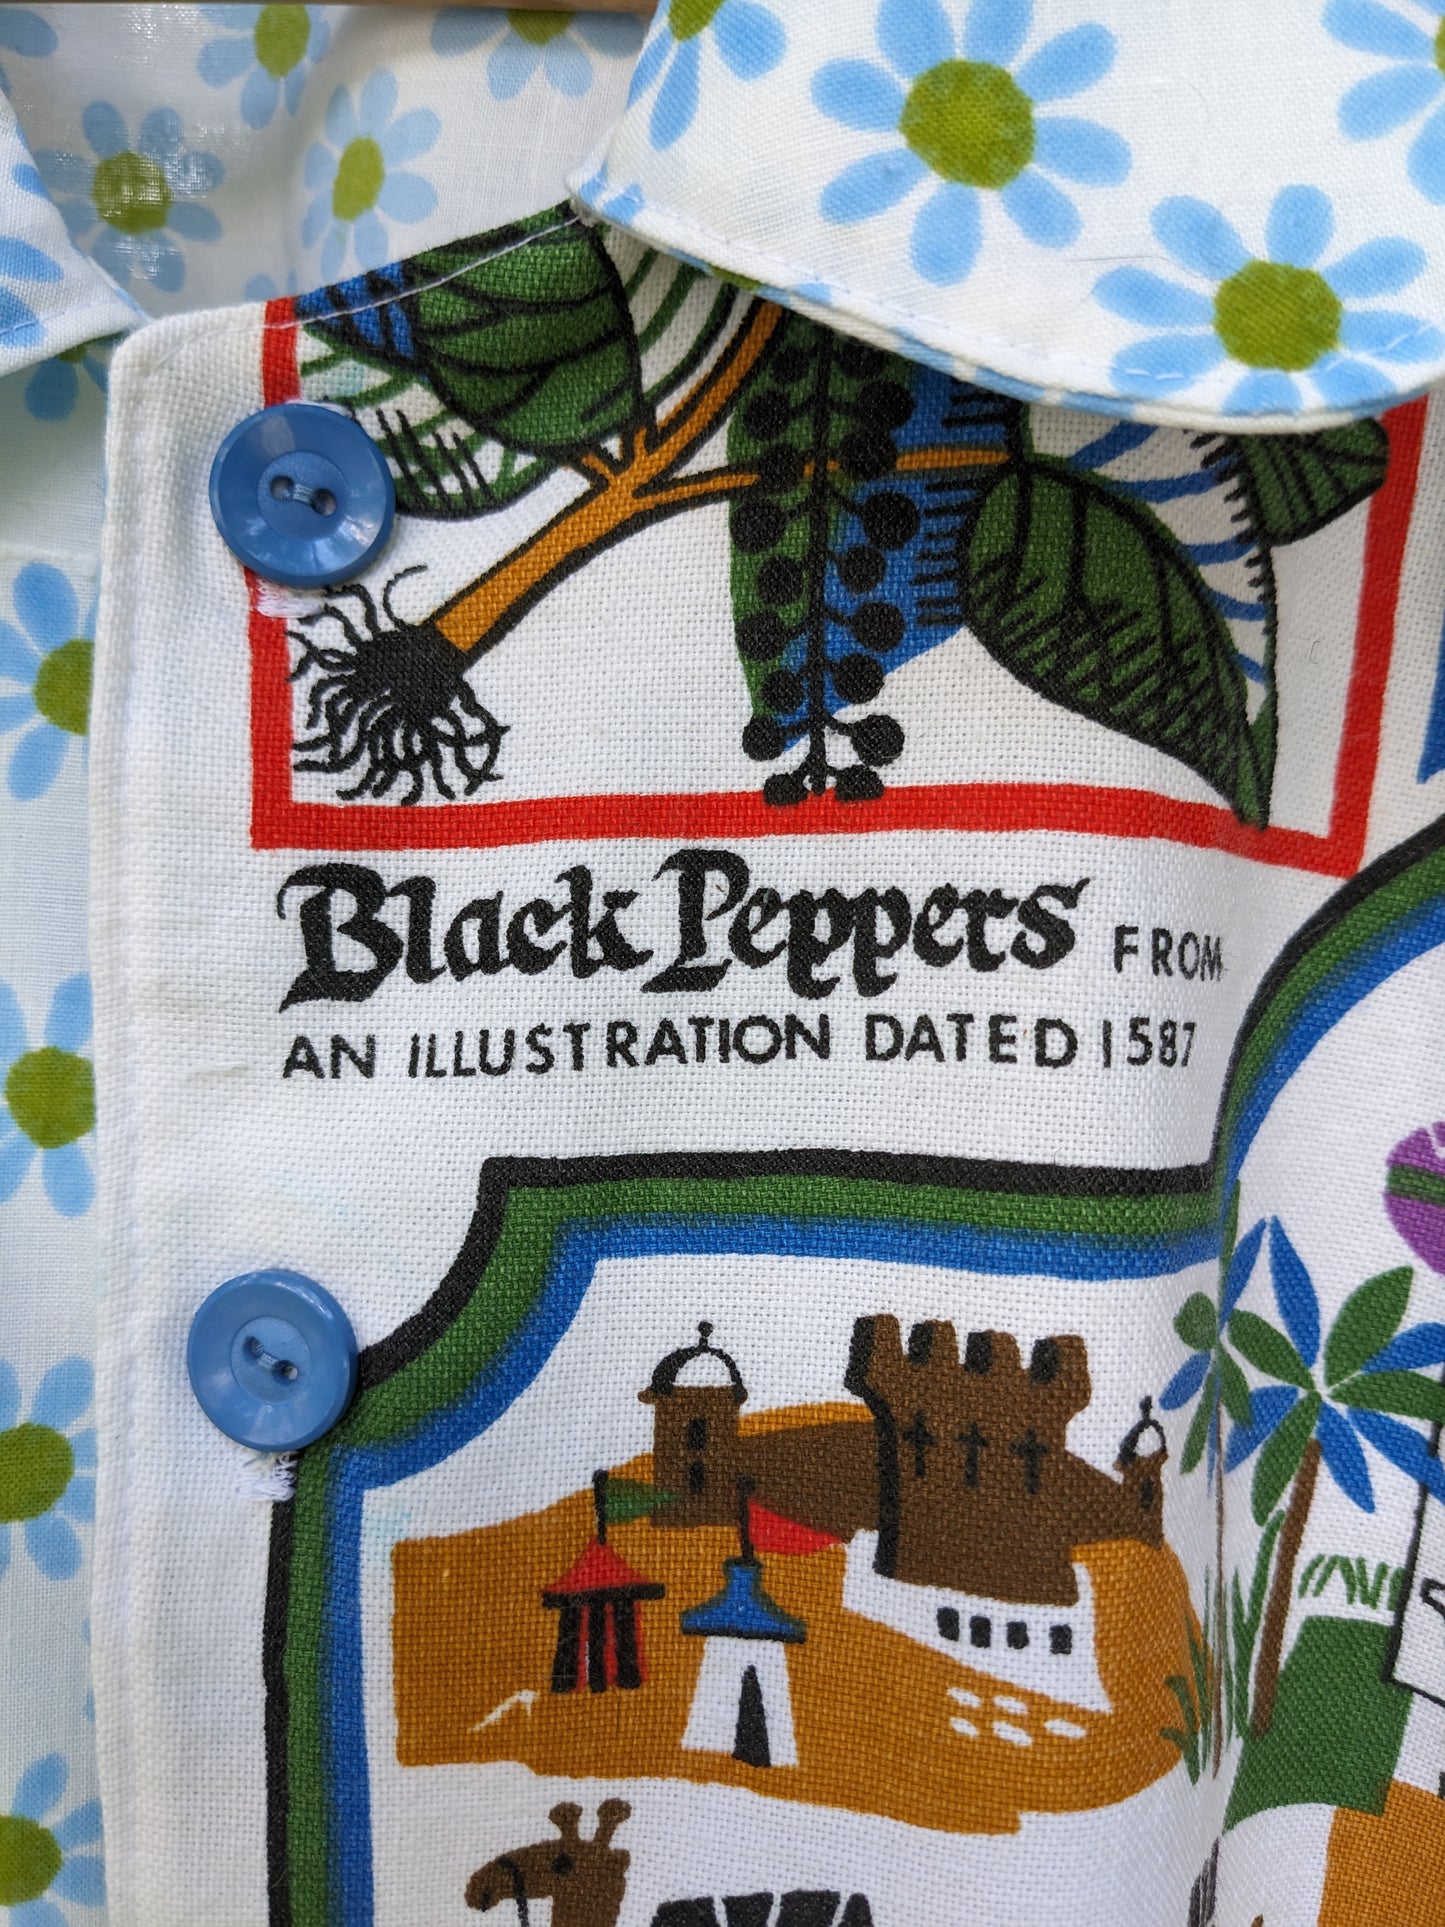 Black Peppers FROM
AN ILLUSTRATION DATED 1587